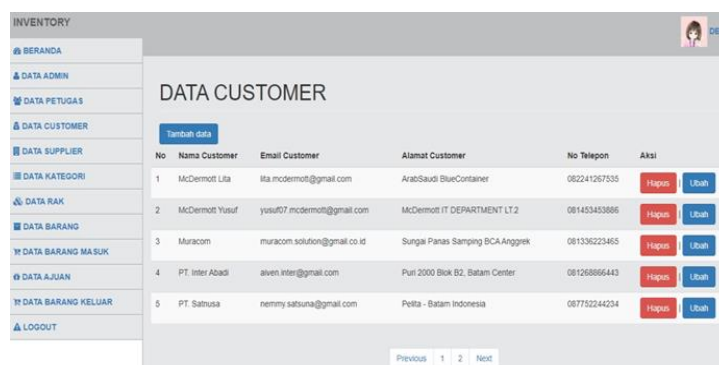 INVENTORY
DE
BERANDA
DATA ADMIN
DATA PETUGAS
DATA CUSTOMER
DATA SUPPLIER
DATA KATEGORI
DATA RAK
DATA BARANG
DATA BARANG MASUK
DATA AJUAN
DATA BARANG KELUAR
LOGOUT
DATA CUSTOMER
Tambah data
No Nama Customer Email Customer Alamat Customer No Telepon Aksi
1 McDermott Lita lita.mcdermott@gmail.com ArabSaudi BlueContainer 082241267535 Hapus | Ubah
2 McDermott Yusuf yusuf07.mcdermott@gmail.com McDermott IT DEPARTMENT LT.2 081453453886 Hapus | Ubah
3 Muracom muracom.solution@gmail.co.id Sungai Panas Samping BCA Anggrek 081336223465 Hapus | Ubah
4 PT. Inter Abadi aiven.inter@gmail.com Puri 2000 Blok B2, Batam Center 081268866443 Hapus | Ubah
5 PT. Satnusa nemmy.satsuna@gmail.com Pelita - Batam Indonesia 087752244234 Hapus | Ubah
Previous 1 2 Next